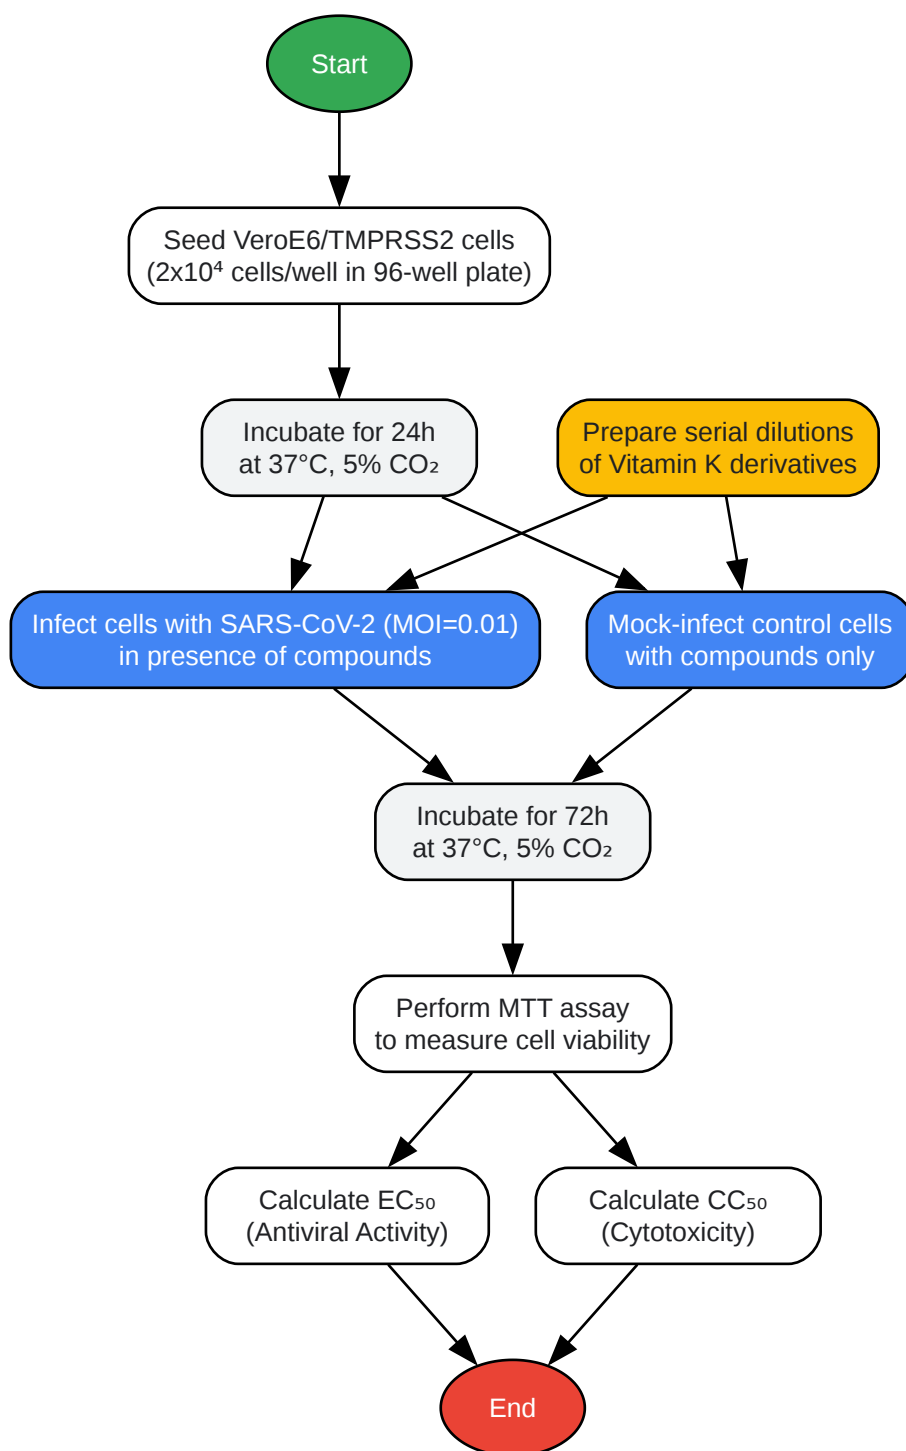 Start
Seed VeroE6/TMPRSS2 cells
(2x10⁴ cells/well in 96-well plate)
Incubate for 24h
at 37°C, 5% CO₂
Prepare serial dilutions
of Vitamin K derivatives
Infect cells with SARS-CoV-2 (MOI=0.01)
in presence of compounds
Mock-infect control cells
with compounds only
Incubate for 72h
at 37°C, 5% CO₂
Perform MTT assay
to measure cell viability
Calculate EC₅₀
(Antiviral Activity)
Calculate CC₅₀
(Cytotoxicity)
End